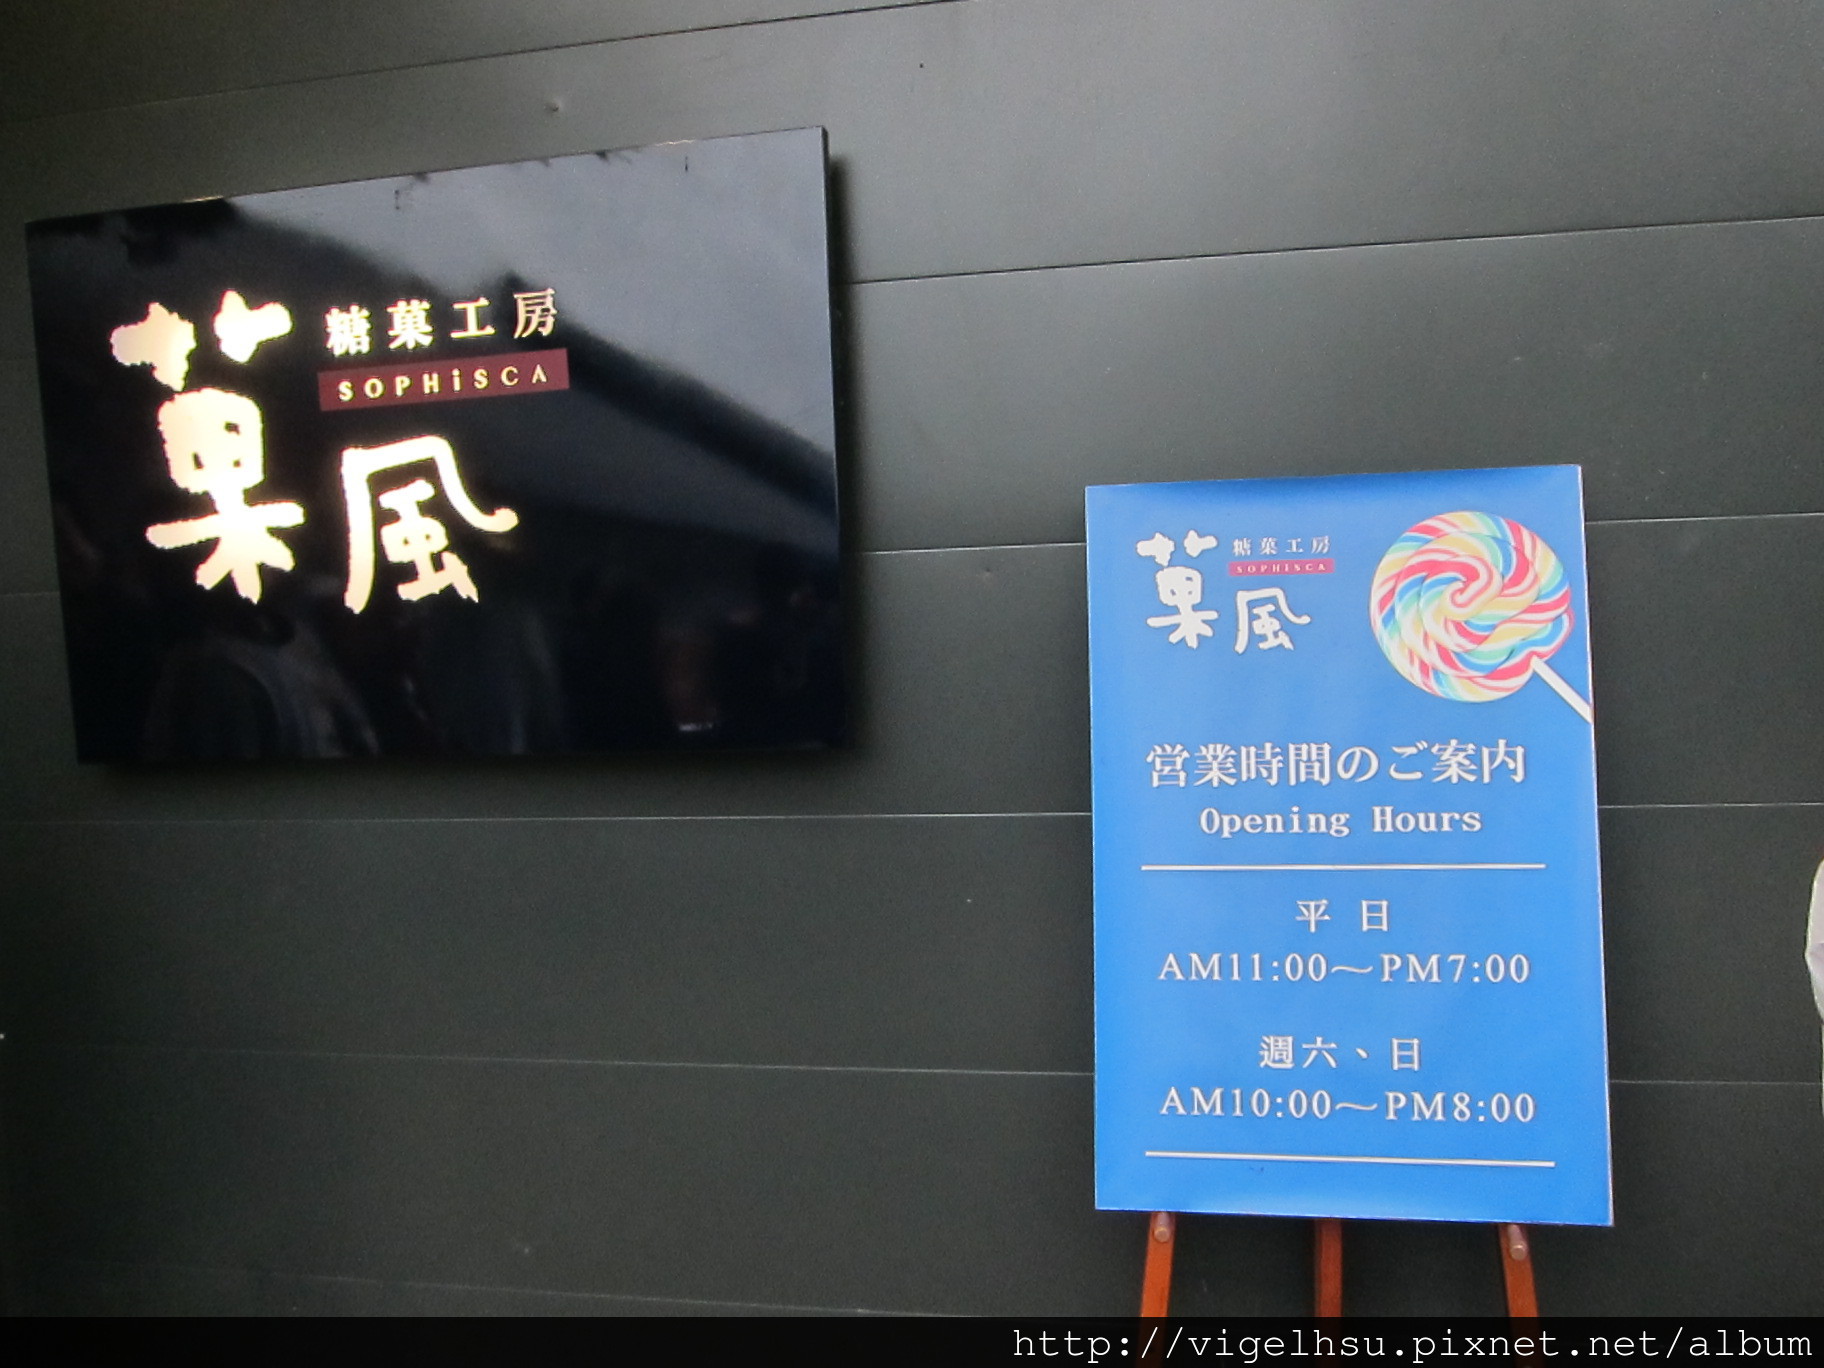 糖菓工房
SOPHiSCA
菓風
糖菓工房
SOPHiSCA
菓風
営業時間のご案内
Opening Hours
平日
AM11:00～PM7:00
週六、日
AM10:00～PM8:00
http://vigelhsu.pixnet.net/album